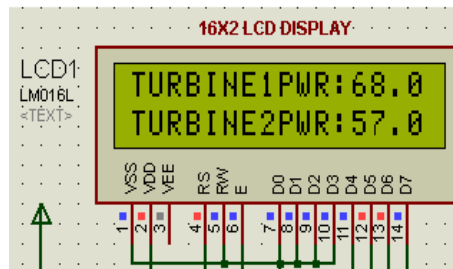 16X2 LCD DISPLAY
LCD1
LM016L
<TEXT>
TURBINE1PWR:68.0
TURBINE2PWR:57.0
VSS VDD VEE RS RW E D0 D1 D2 D3 D4 D5 D6 D7
1 2 3 4 5 6 7 8 9 10 11 12 13 14